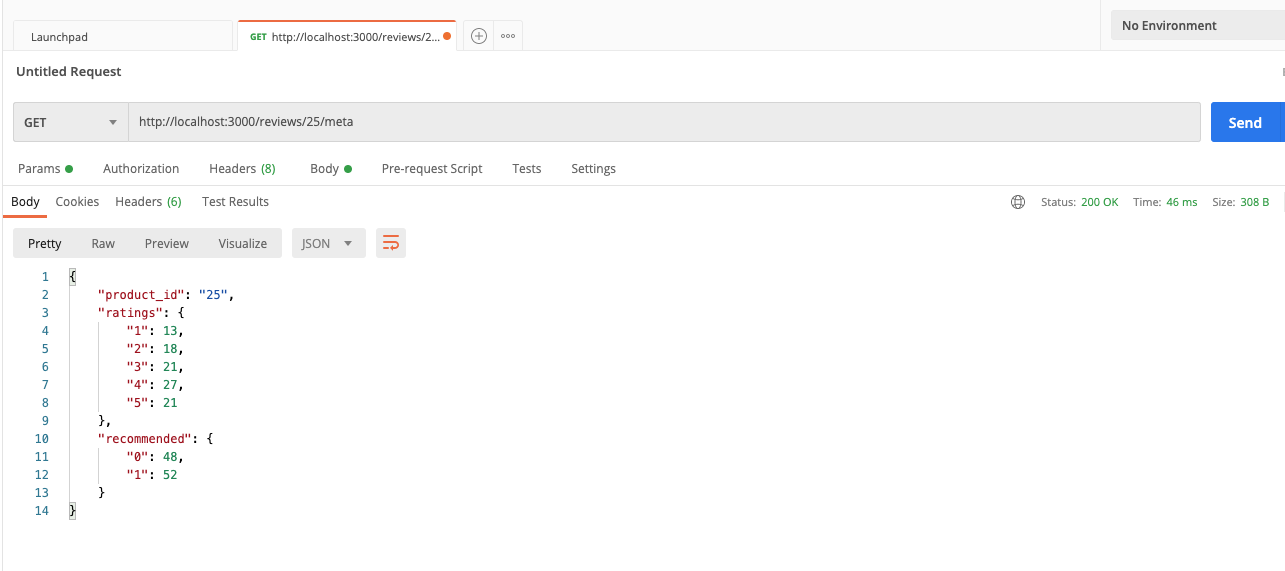 Launchpad
GET http://localhost:3000/reviews/2...
No Environment
Untitled Request
GET http://localhost:3000/reviews/25/meta Send
Params Authorization Headers (8) Body Pre-request Script Tests Settings
Body Cookies Headers (6) Test Results Status: 200 OK Time: 46 ms Size: 308 B
Pretty Raw Preview Visualize JSON
1 {
2 "product_id": "25",
3 "ratings": {
4 "1": 13,
5 "2": 18,
6 "3": 21,
7 "4": 27,
8 "5": 21
9 },
10 "recommended": {
11 "0": 48,
12 "1": 52
13 }
14 }